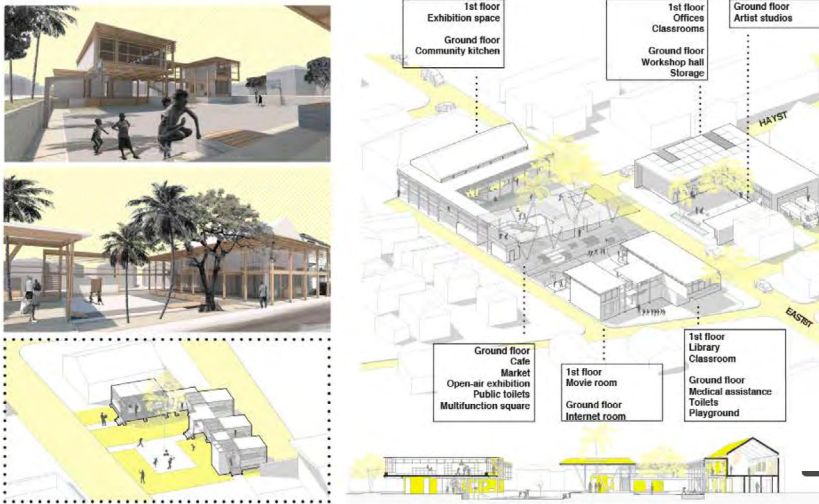 1st floor
Exhibition space
Ground floor
Community kitchen
1st floor
Offices
Classrooms
Ground floor
Workshop hall
Storage
Ground floor
Artist studios
HAYST
EASTST
Ground floor
Cafe
Market
Open-air exhibition
Public toilets
Multifunction square
1st floor
Movie room
Ground floor
Internet room
1st floor
Library
Classroom
Ground floor
Medical assistance
Toilets
Playground